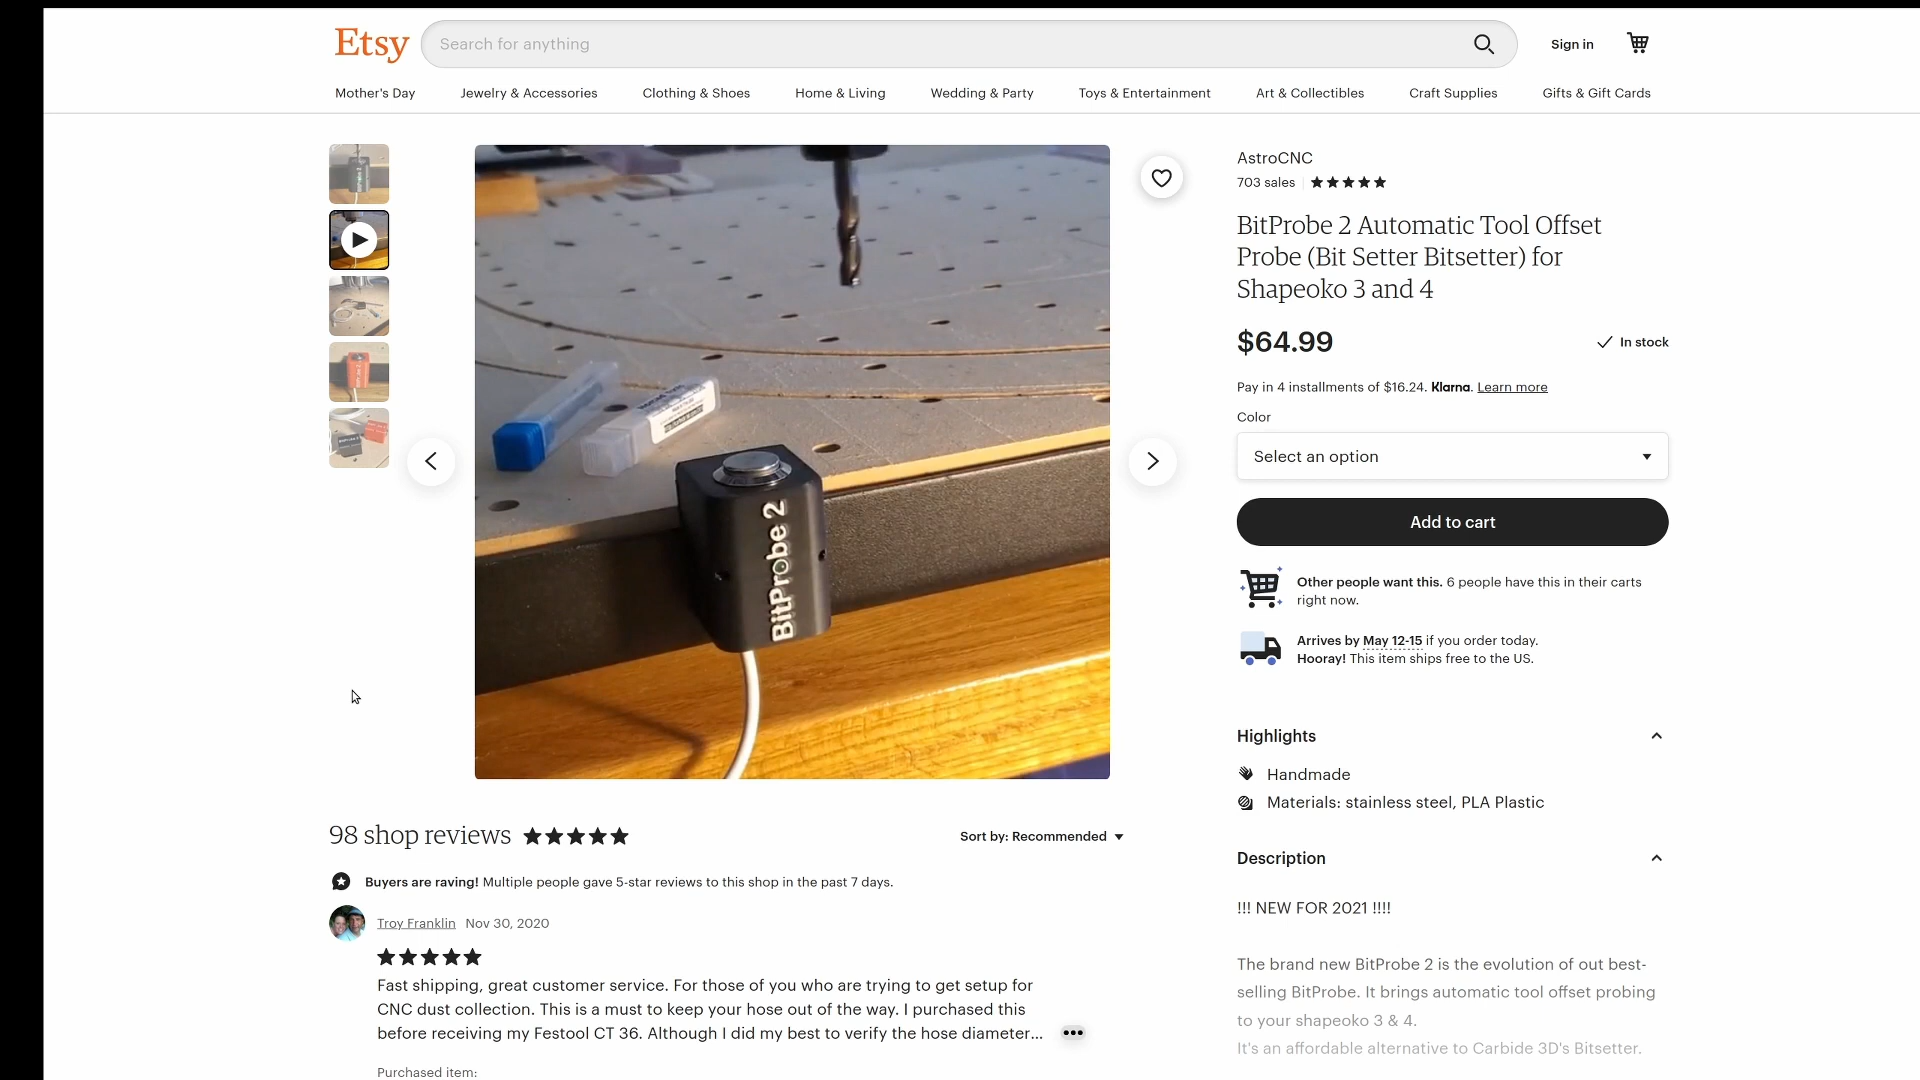 Etsy
Search for anything
Sign in
Mother's Day
Jewelry & Accessories
Clothing & Shoes
Home & Living
Wedding & Party
Toys & Entertainment
Art & Collectibles
Craft Supplies
Gifts & Gift Cards
AstroCNC
703 sales
BitProbe 2 Automatic Tool Offset
Probe (Bit Setter Bitsetter) for
Shapeoko 3 and 4
$64.99
In stock
Pay in 4 installments of $16.24. Klarna. Learn more
Color
Select an option
Add to cart
Other people want this. 6 people have this in their carts
right now.
Arrives by May 12-15 if you order today.
Hooray! This item ships free to the US.
Highlights
Handmade
Materials: stainless steel, PLA Plastic
Description
!!! NEW FOR 2021 !!!!
The brand new BitProbe 2 is the evolution of out best-
selling BitProbe. It brings automatic tool offset probing
to your shapeoko 3 & 4.
It's an affordable alternative to Carbide 3D's Bitsetter.
BitProbe 2
98 shop reviews
Sort by: Recommended
Buyers are raving! Multiple people gave 5-star reviews to this shop in the past 7 days.
Troy Franklin Nov 30, 2020
Fast shipping, great customer service. For those of you who are trying to get setup for
CNC dust collection. This is a must to keep your hose out of the way. I purchased this
before receiving my Festool CT 36. Although I did my best to verify the hose diameter...
Purchased item: